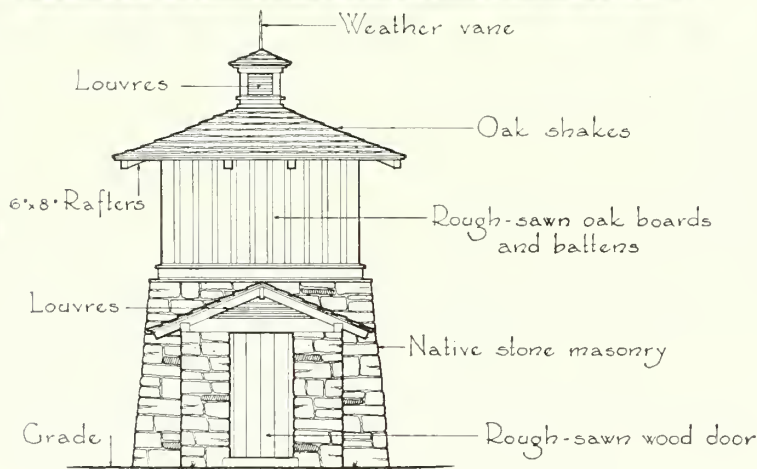 Weather vane
Louvres
Oak shakes
6"x8" Rafters
Rough-sawn oak boards
and battens
Louvres
Native stone masonry
Grade
Rough-sawn wood door